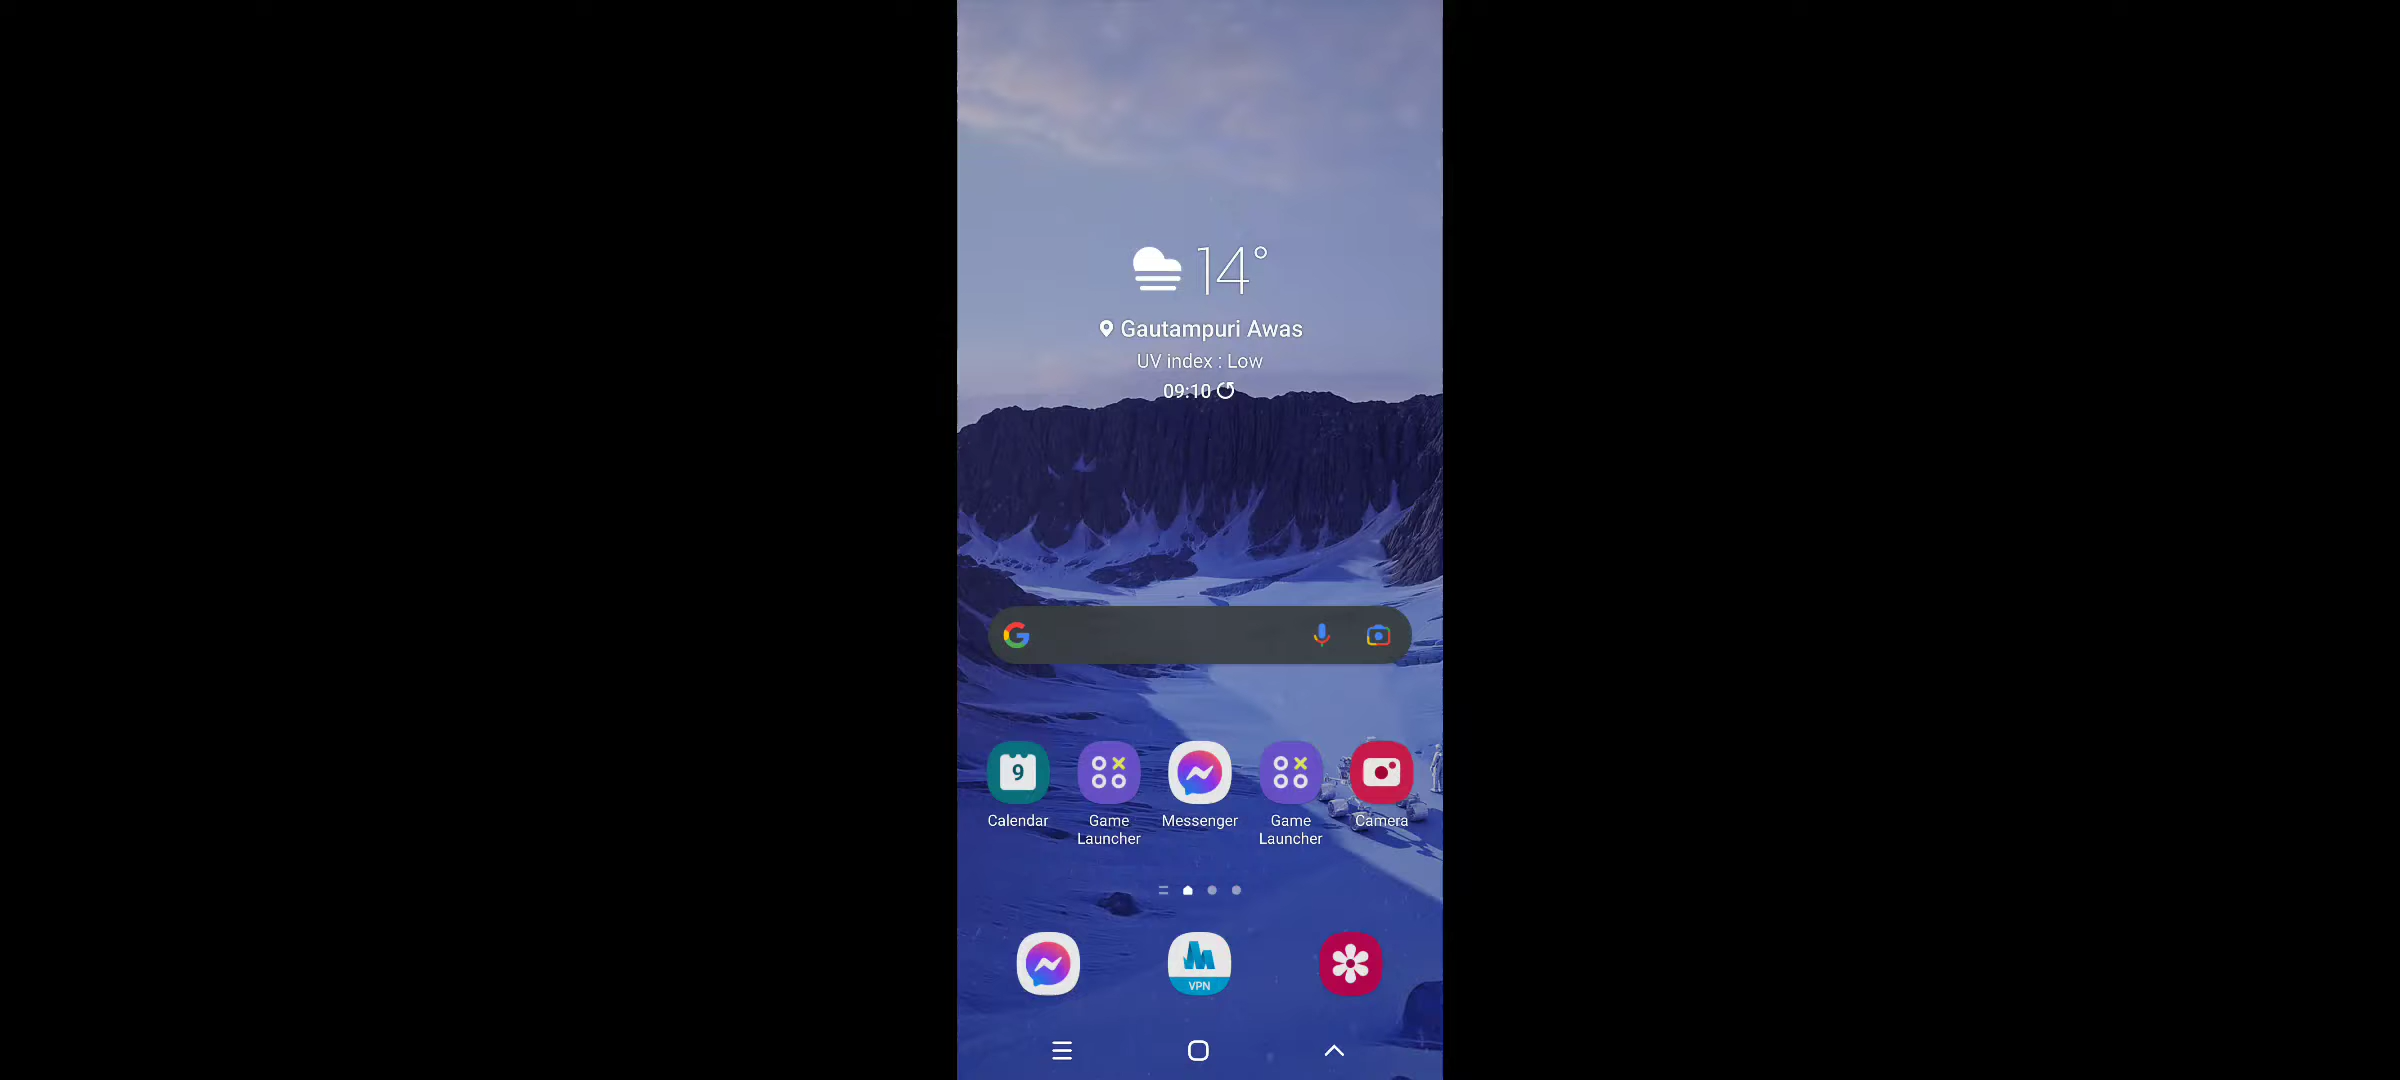 14°
Gautampuri Awas
UV index : Low
09:10
9
Calendar
Game Launcher
Messenger
Game Launcher
Camera
VPN